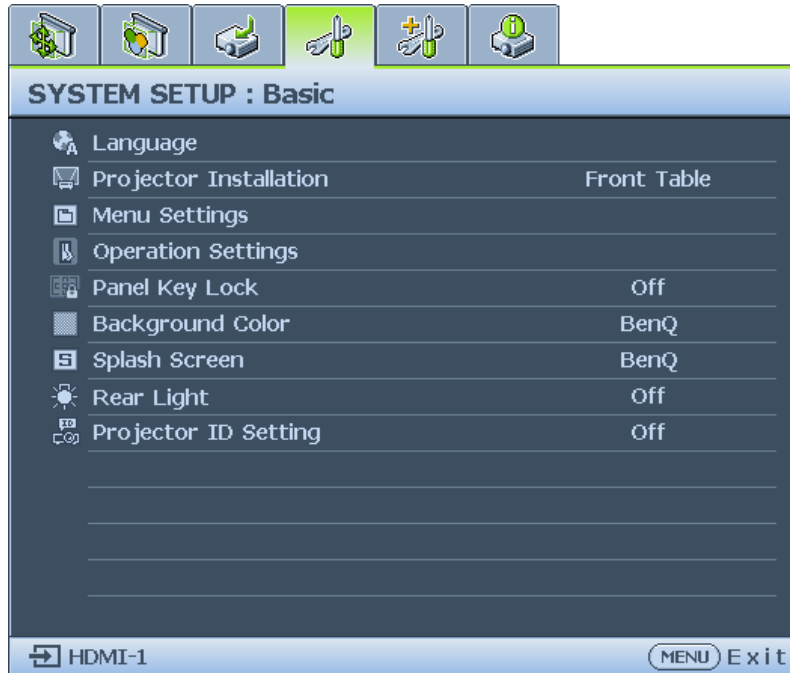 SYSTEM SETUP : Basic
Language
Projector Installation Front Table
Menu Settings
Operation Settings
Panel Key Lock Off
Background Color BenQ
Splash Screen BenQ
Rear Light Off
Projector ID Setting Off
HDMI-1 MENU Exit